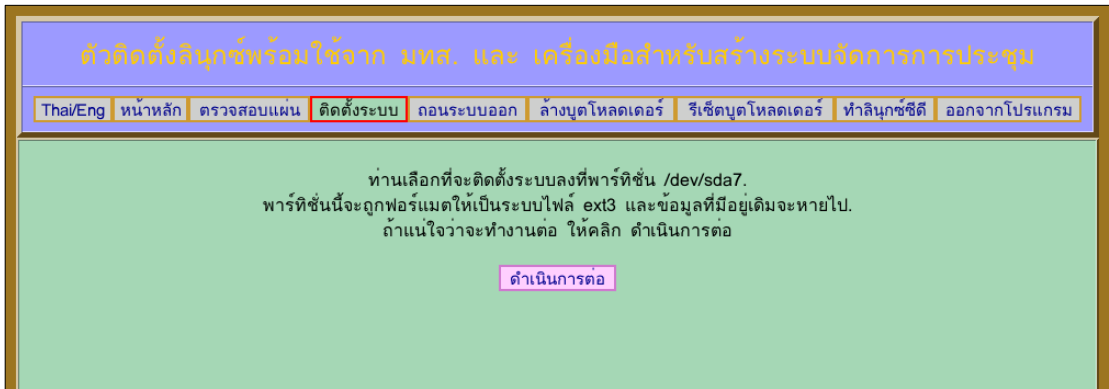 ตัวติดตั้งลินุกซ์พร้อมใช้จาก มทส. และ เครื่องมือสำหรับสร้างระบบจัดการการประชุม
Thai/Eng หน้าหลัก ตรวจสอบแผ่น ติดตั้งระบบ ถอนระบบออก ล้างบูตโหลดเดอร์ รีเซ็ตบูตโหลดเดอร์ ทำลินุกซ์ซีดี ออกจากโปรแกรม
ท่านเลือกที่จะติดตั้งระบบลงที่พาร์ทิชั่น /dev/sda7.
พาร์ทิชั่นนี้จะถูกฟอร์แมตให้เป็นระบบไฟล์ ext3 และข้อมูลที่มีอยู่เดิมจะหายไป.
ถ้าแน่ใจว่าจะทำงานต่อ ให้คลิก ดำเนินการต่อ
ดำเนินการต่อ